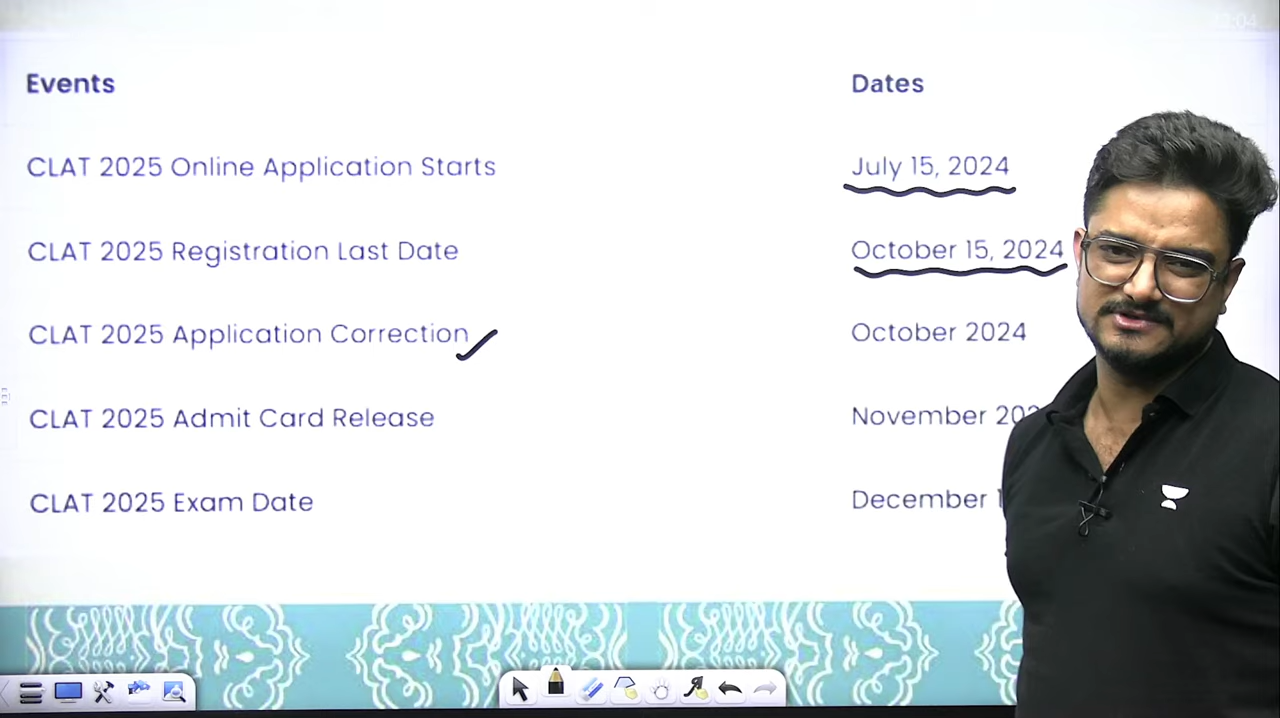 Events Dates
CLAT 2025 Online Application Starts July 15, 2024
CLAT 2025 Registration Last Date October 15, 2024
CLAT 2025 Application Correction October 2024
CLAT 2025 Admit Card Release November
CLAT 2025 Exam Date December